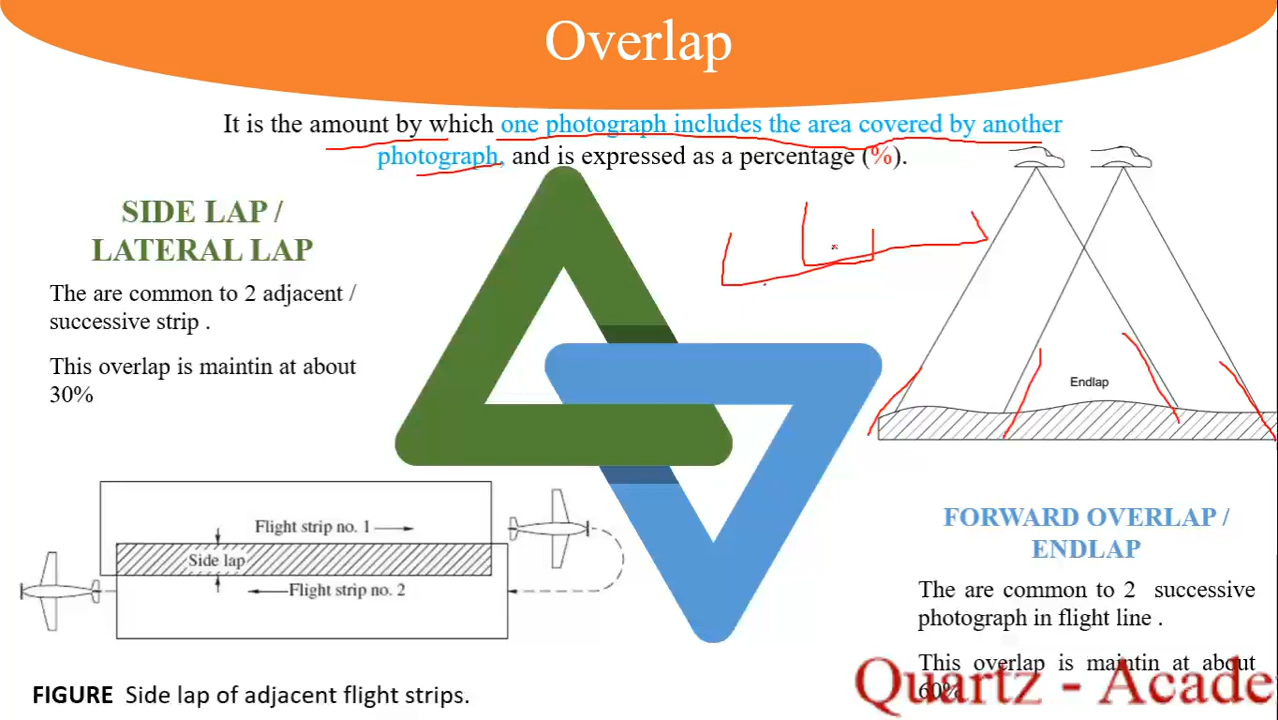 Overlap
It is the amount by which one photograph includes the area covered by another
photograph, and is expressed as a percentage (%).
SIDE LAP /
LATERAL LAP
The are common to 2 adjacent /
successive strip .
This overlap is maintin at about
30%
Endlap
Flight strip no. 1
Side lap
Flight strip no. 2
FIGURE Side lap of adjacent flight strips.
FORWARD OVERLAP /
ENDLAP
The are common to 2 successive
photograph in flight line .
This overlap is maintin at about
60%
Quartz - Acade